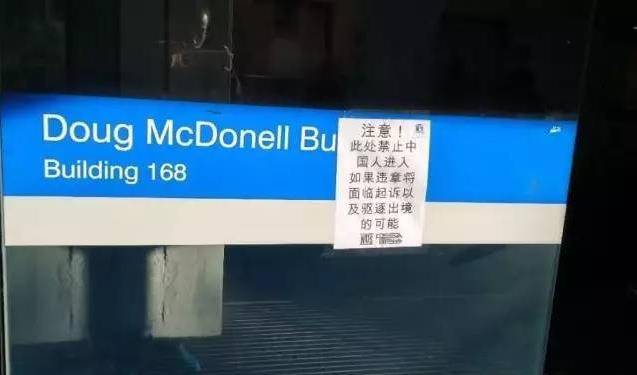 Doug McDonell Bu
Building 168
注意！
此处禁止中
国人进入
如果违章将
面临起诉以
及驱逐出境
的可能